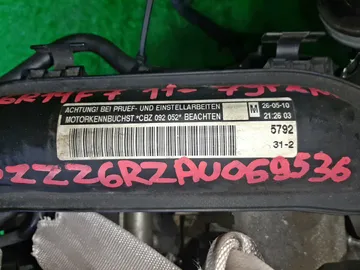 ACHTUNG! BEI PRUEF- UND EINSTELLARBEITEN
MOTORKENNBUCHST.*CBZ 092 052* BEACHTEN
M
26-05-10
21:26 03
5792
31-2
ZZZ6RZAU069536